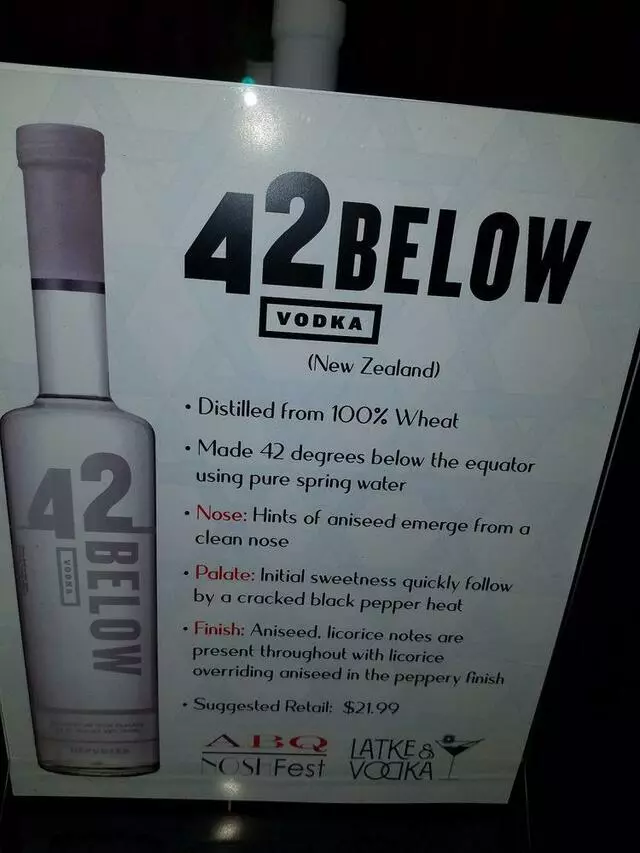 42BELOW
VODKA
(New Zealand)
• Distilled from 100% Wheat
• Made 42 degrees below the equator
using pure spring water
• Nose: Hints of aniseed emerge from a
clean nose
• Palate: Initial sweetness quickly follow
by a cracked black pepper heat
• Finish: Aniseed, licorice notes are
present throughout with licorice
overriding aniseed in the peppery finish
• Suggested Retail: $21.99
ABQ
NOSHFest
LATKE &
VODKA
42
BELOW
VODKA